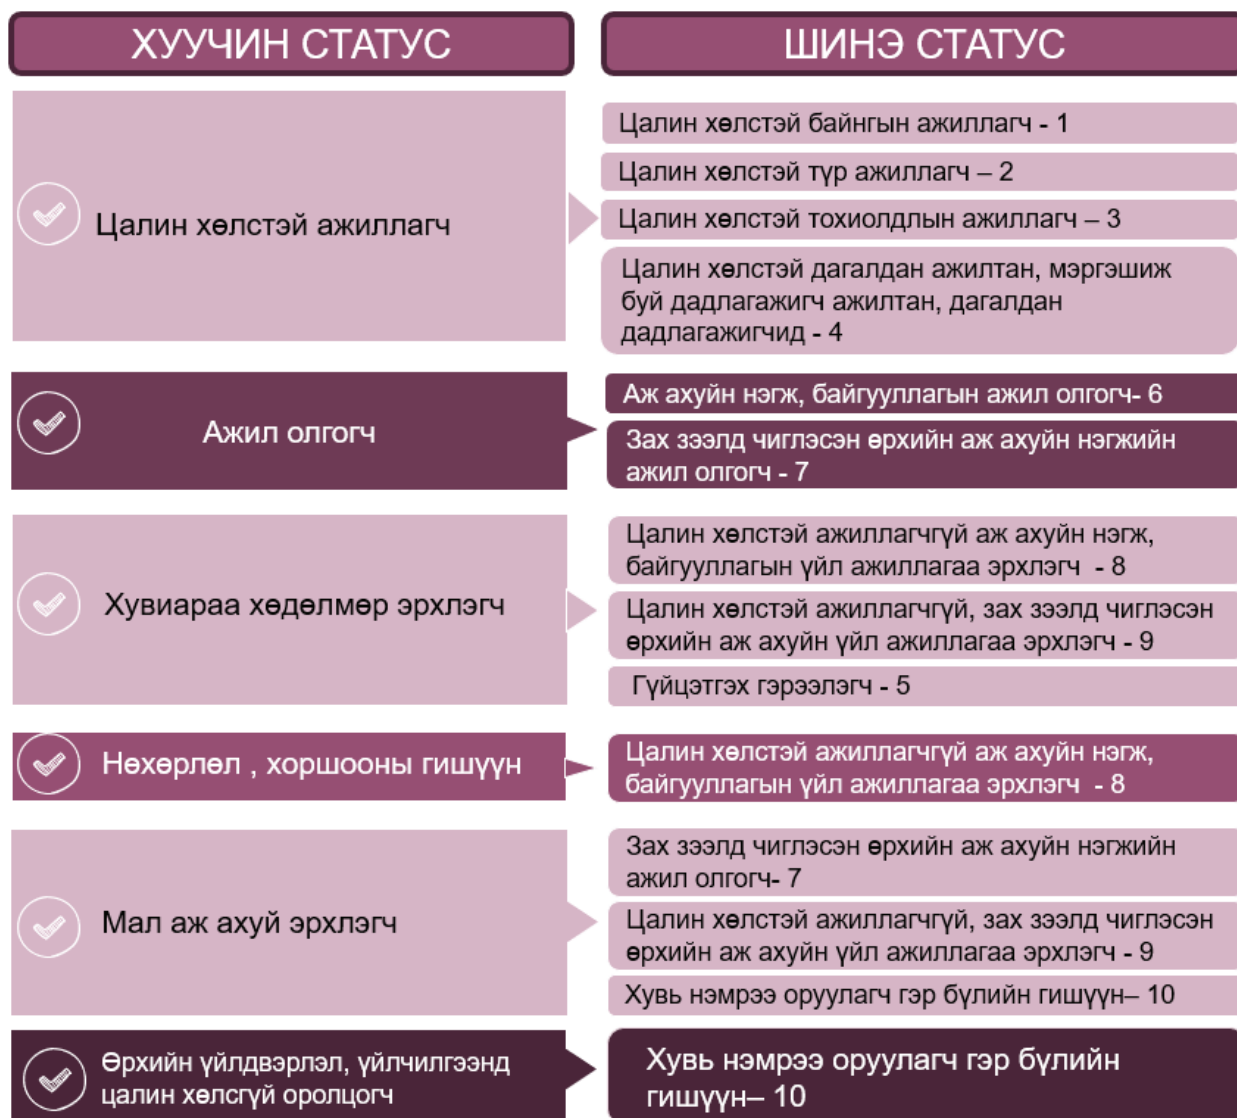 ХУУЧИН СТАТУС
ШИНЭ СТАТУС
Цалин хөлстэй ажиллагч
Цалин хөлстэй байнгын ажиллагч - 1
Цалин хөлстэй түр ажиллагч – 2
Цалин хөлстэй тохиолдлын ажиллагч – 3
Цалин хөлстэй дагалдан ажилтан, мэргэшиж
буй дадлагажигч ажилтан, дагалдан
дадлагажигчид - 4
Ажил олгогч
Аж ахуйн нэгж, байгууллагын ажил олгогч- 6
Зах зээлд чиглэсэн өрхийн аж ахуйн нэгжийн
ажил олгогч - 7
Хувиараа хөдөлмөр эрхлэгч
Цалин хөлстэй ажиллагчгүй аж ахуйн нэгж,
байгууллагын үйл ажиллагаа эрхлэгч - 8
Цалин хөлстэй ажиллагчгүй, зах зээлд чиглэсэн
өрхийн аж ахуйн үйл ажиллагаа эрхлэгч - 9
Гүйцэтгэх гэрээлэгч - 5
Нөхөрлөл , хоршооны гишүүн
Цалин хөлстэй ажиллагчгүй аж ахуйн нэгж,
байгууллагын үйл ажиллагаа эрхлэгч - 8
Мал аж ахуй эрхлэгч
Зах зээлд чиглэсэн өрхийн аж ахуйн нэгжийн
ажил олгогч- 7
Цалин хөлстэй ажиллагчгүй, зах зээлд чиглэсэн
өрхийн аж ахуйн үйл ажиллагаа эрхлэгч - 9
Хувь нэмрээ оруулагч гэр бүлийн гишүүн– 10
Өрхийн үйлдвэрлэл, үйлчилгээнд
цалин хөлсгүй оролцогч
Хувь нэмрээ оруулагч гэр бүлийн
гишүүн– 10